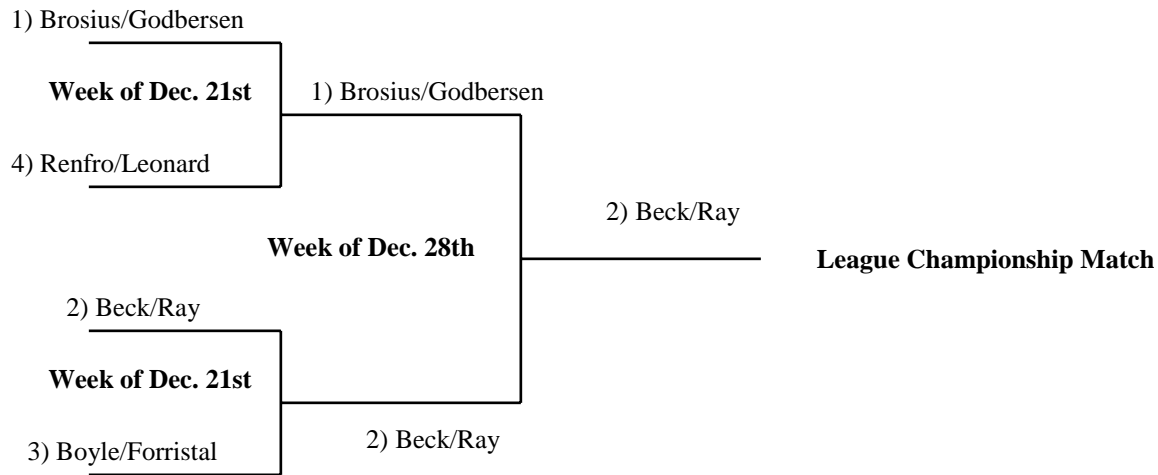 1) Brosius/Godbersen
Week of Dec. 21st
1) Brosius/Godbersen
4) Renfro/Leonard
2) Beck/Ray
Week of Dec. 28th
League Championship Match
2) Beck/Ray
Week of Dec. 21st
2) Beck/Ray
3) Boyle/Forristal